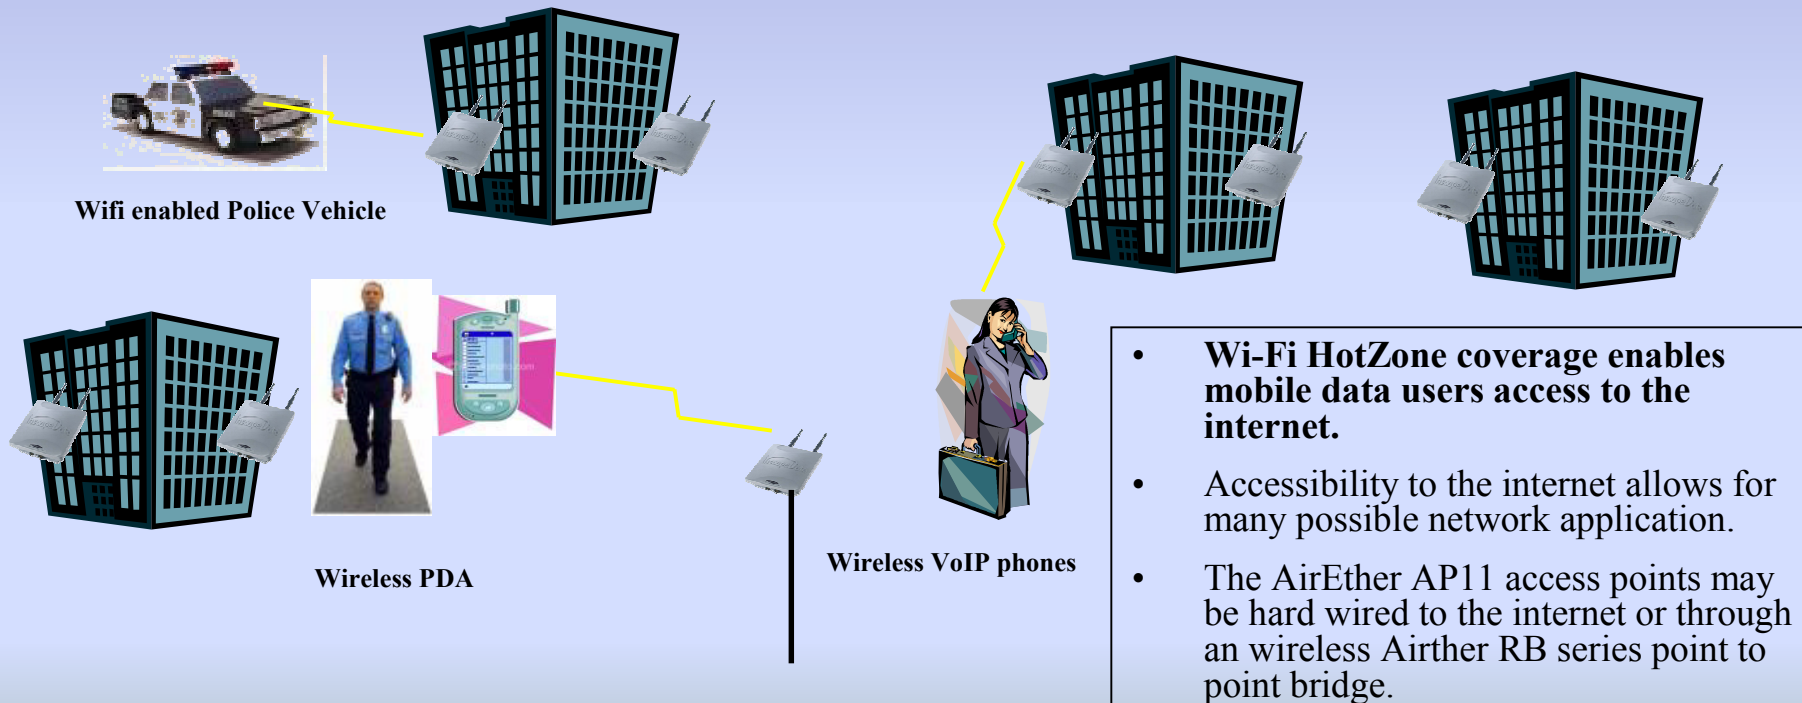 Wifi enabled Police Vehicle
Wireless PDA
Wireless VoIP phones
• Wi-Fi HotZone coverage enables
mobile data users access to the
internet.
• Accessibility to the internet allows for
many possible network application.
• The AirEther AP11 access points may
be hard wired to the internet or through
an wireless Airther RB series point to
point bridge.